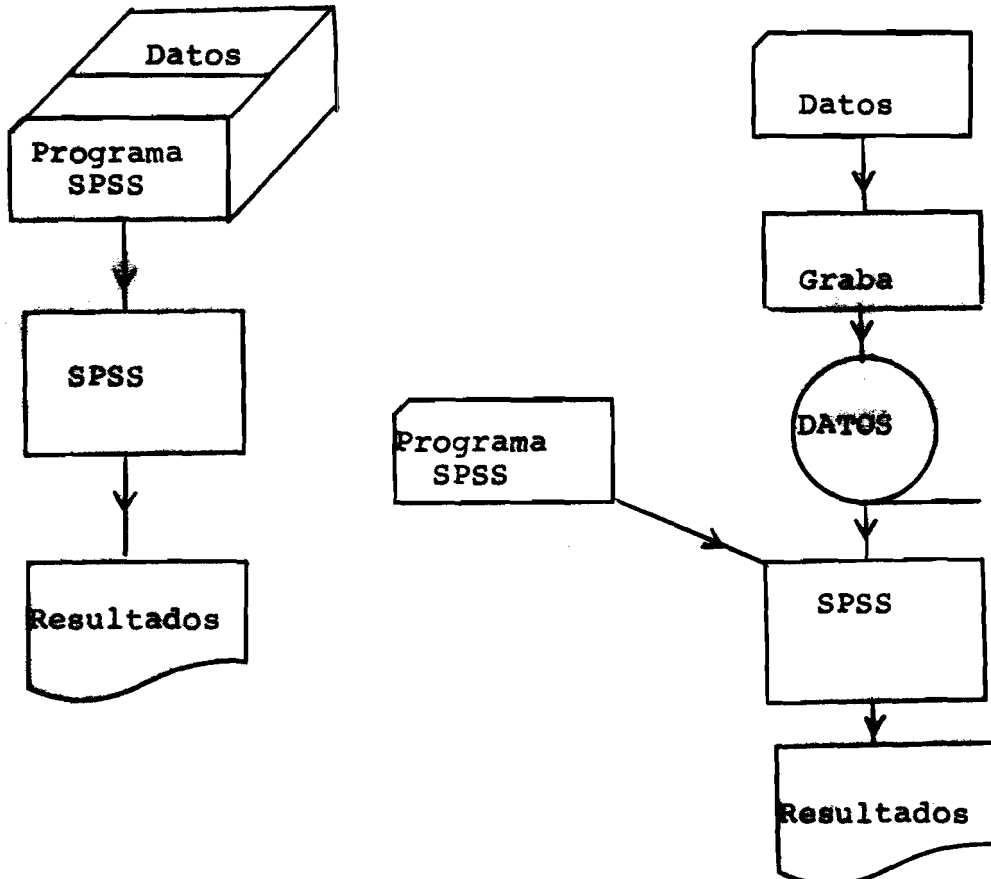 Datos
Programa
SPSS
SPSS
Resultados
Datos
Graba
DATOS
Programa
SPSS
SPSS
Resultados